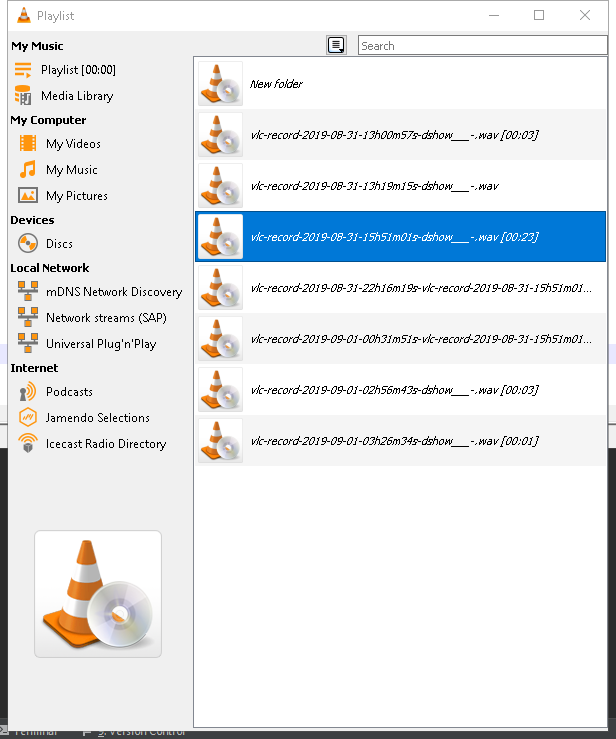 Playlist
My Music
Search
Playlist [00:00]
Media Library
My Computer
My Videos
My Music
My Pictures
Devices
Discs
Local Network
mDNS Network Discovery
Network streams (SAP)
Universal Plug'n'Play
Internet
Podcasts
Jamendo Selections
Icecast Radio Directory
New folder
vlc-record-2019-08-31-13h00m57s-dshow___-.wav [00:03]
vlc-record-2019-08-31-13h19m15s-dshow___-.wav
vlc-record-2019-08-31-15h51m01s-dshow___-.wav [00:23]
vlc-record-2019-08-31-22h16m19s-vlc-record-2019-08-31-15h51m01...
vlc-record-2019-09-01-00h31m51s-vlc-record-2019-08-31-15h51m01...
vlc-record-2019-09-01-02h56m43s-dshow___-.wav [00:03]
vlc-record-2019-09-01-03h26m34s-dshow___-.wav [00:01]
Terminal
9: Version Control